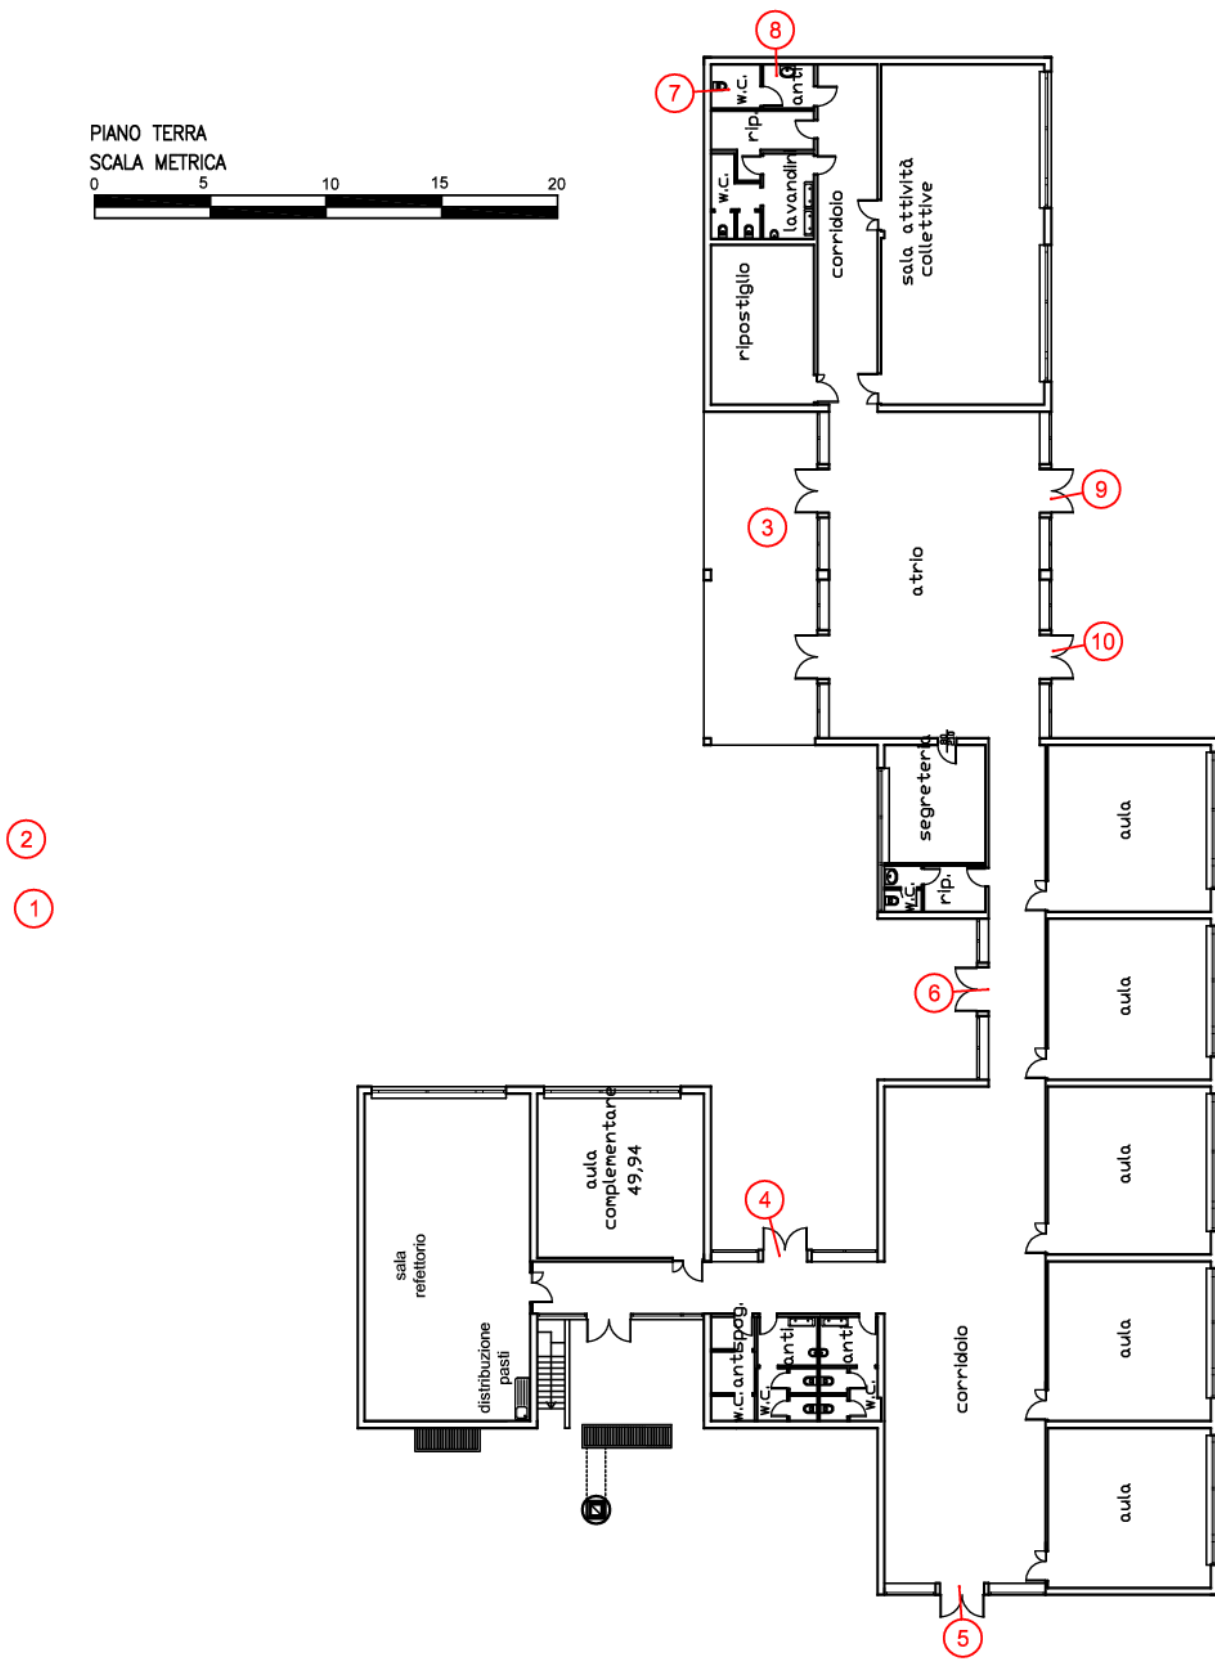 8
7
w.c.
anti
PIANO TERRA
SCALA METRICA
0 5 10 15 20
rip.
w.c.
lavandini
corridoio
sala attività
collettive
ripostiglio
9
3
atrio
10
segreteria
aula
2
w.c.
rip.
1
6
aula
aula
complementare
49,94
aula
4
sala
refettorio
distribuzione
pasti
antispog.
w.c.
anti
w.c.
anti
w.c.
corridoio
aula
aula
5